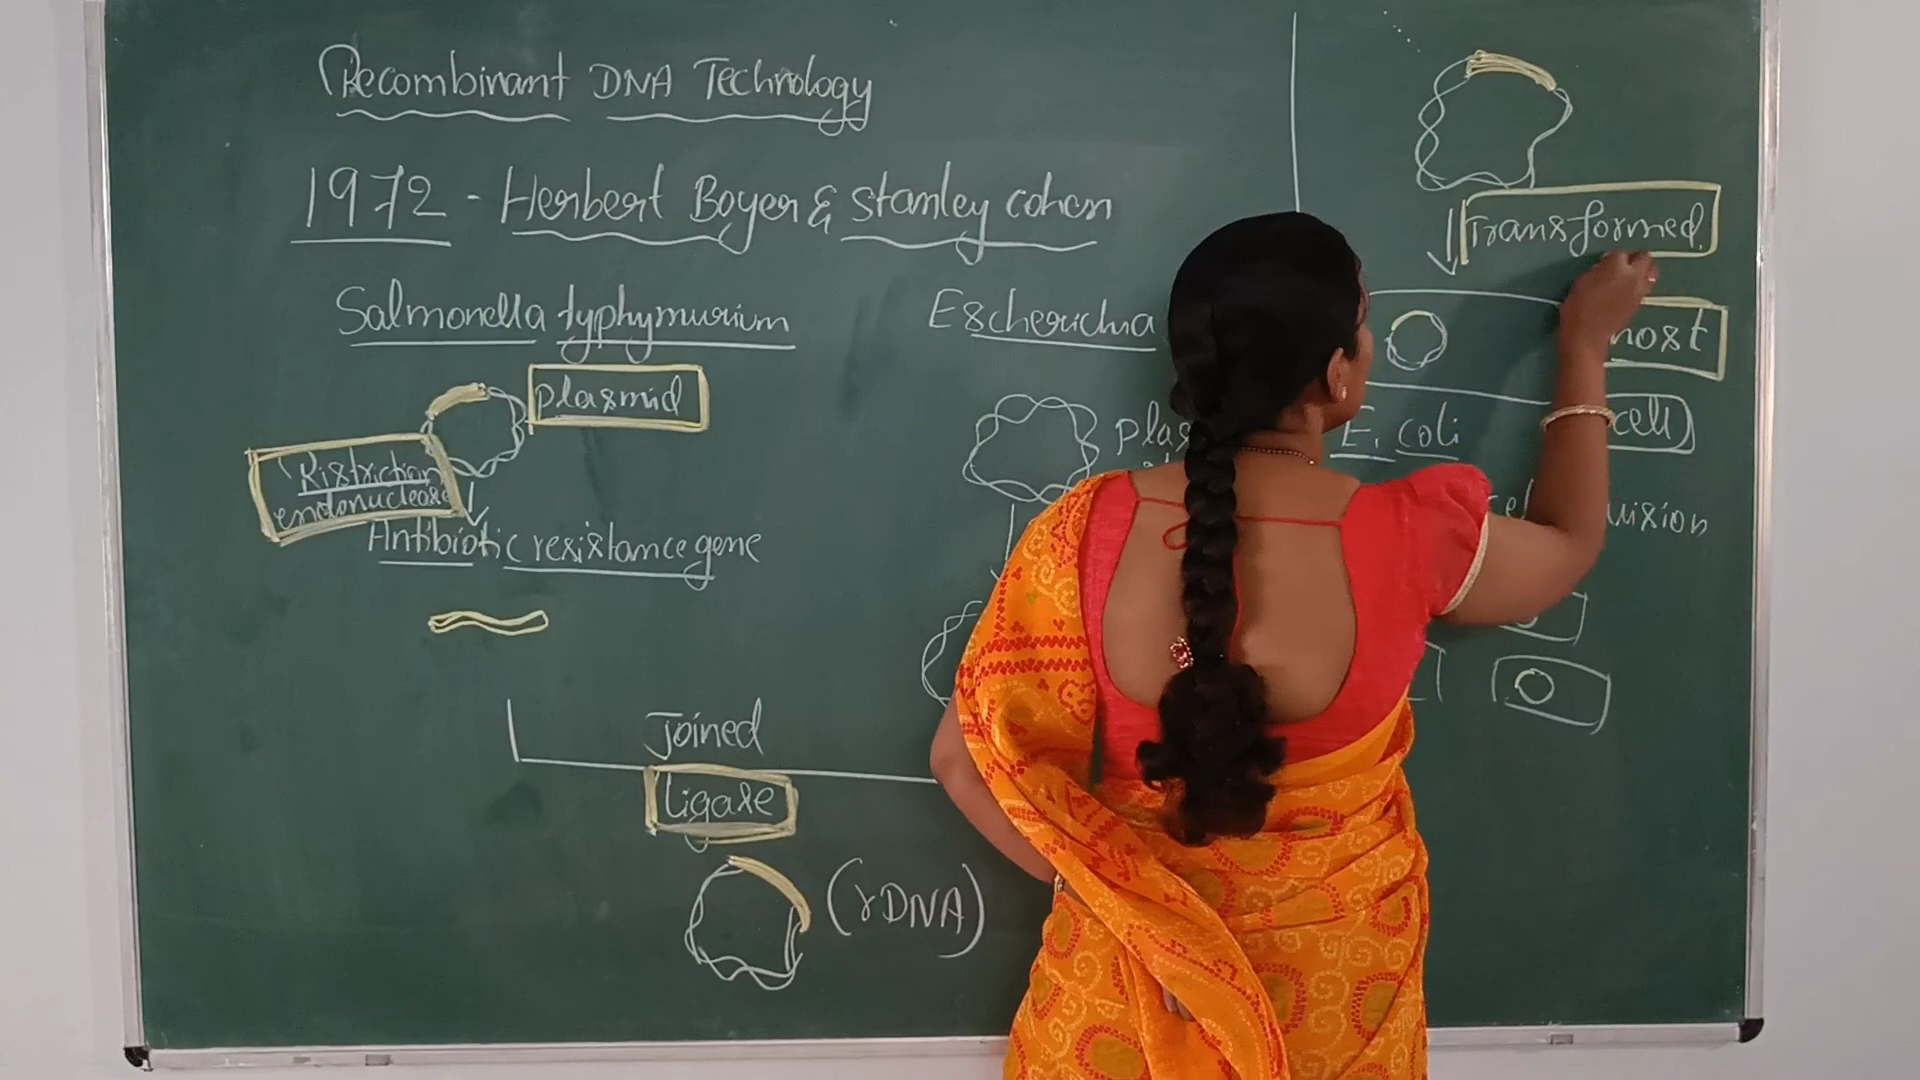 Recombinant DNA Technology
1972 - Herbert Boyer & Stanley cohen
Salmonella typhymurium
plasmid
Ristriction
endonuclease
Antibiotic resistance gene
Escherichia
Joined
Ligase
(rDNA)
Transformed
host
E. coli
cell